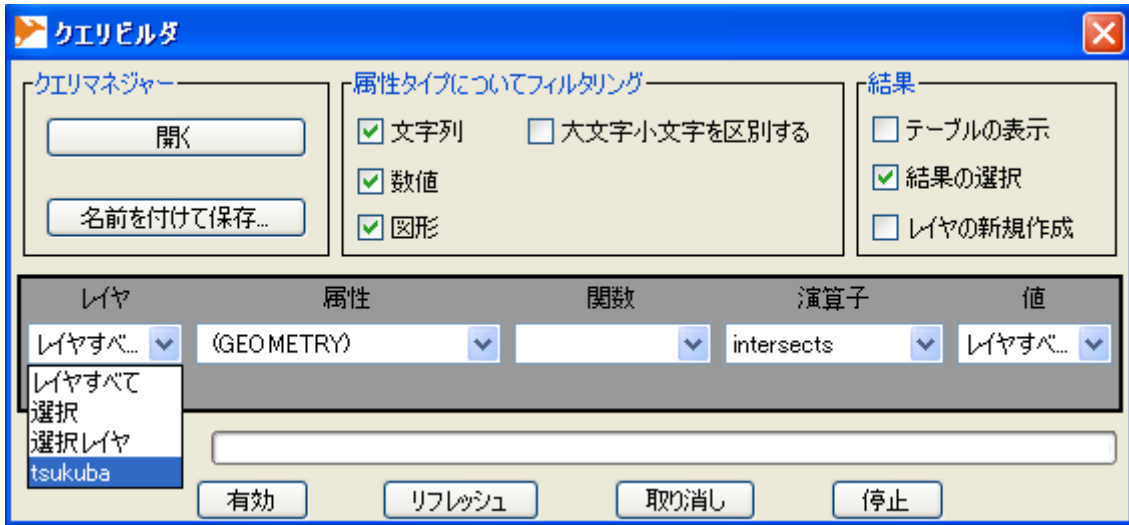 クエリビルダ
クエリマネジャー
開く
名前を付けて保存...
属性タイプについてフィルタリング
文字列
大文字小文字を区別する
数値
図形
結果
テーブルの表示
結果の選択
レイヤの新規作成
レイヤ 属性 関数 演算子 値
レイヤすべ... (GEOMETRY) intersects レイヤすべ...
レイヤすべて
選択
選択レイヤ
tsukuba
有効 リフレッシュ 取り消し 停止